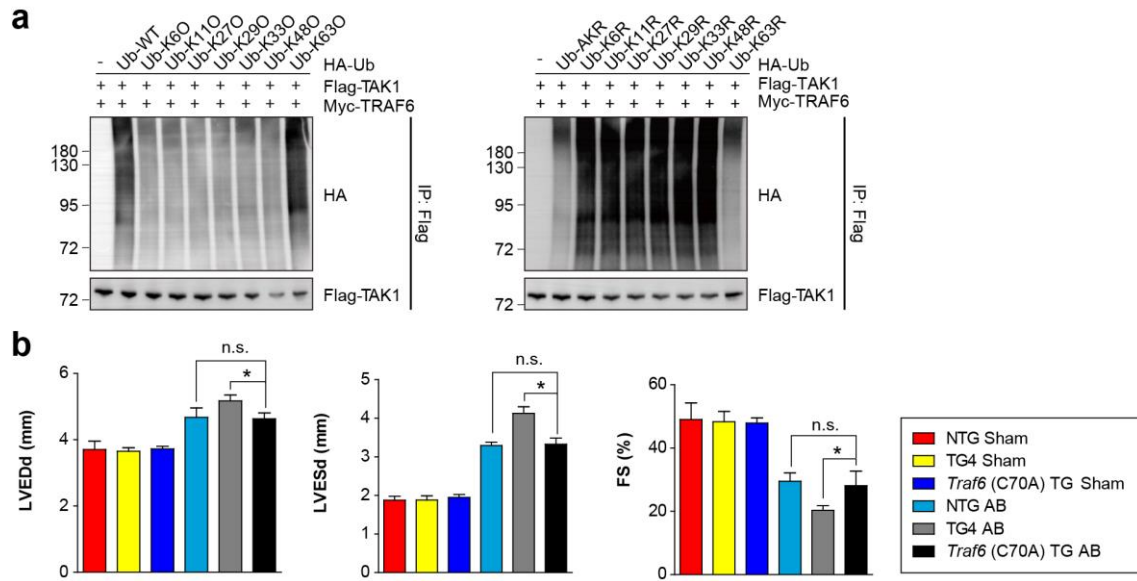 a
- Ub-WT Ub-K6O Ub-K11O Ub-K27O Ub-K29O Ub-K33O Ub-K48O Ub-K63O HA-Ub
+ + + + + + + + + Flag-TAK1
+ + + + + + + + + Myc-TRAF6
180
130
95
72
HA
72
Flag-TAK1
IP: Flag
- Ub-AKR Ub-K6R Ub-K11R Ub-K27R Ub-K29R Ub-K33R Ub-K48R Ub-K63R HA-Ub
+ + + + + + + + + Flag-TAK1
+ + + + + + + + + Myc-TRAF6
180
130
95
72
HA
72
Flag-TAK1
IP: Flag
b
LVEDd (mm)
6
4
2
0
n.s.
*
LVESd (mm)
5
4
3
2
1
0
n.s.
*
FS (%)
60
40
20
0
n.s.
*
NTG Sham
TG4 Sham
Traf6 (C70A) TG Sham
NTG AB
TG4 AB
Traf6 (C70A) TG AB